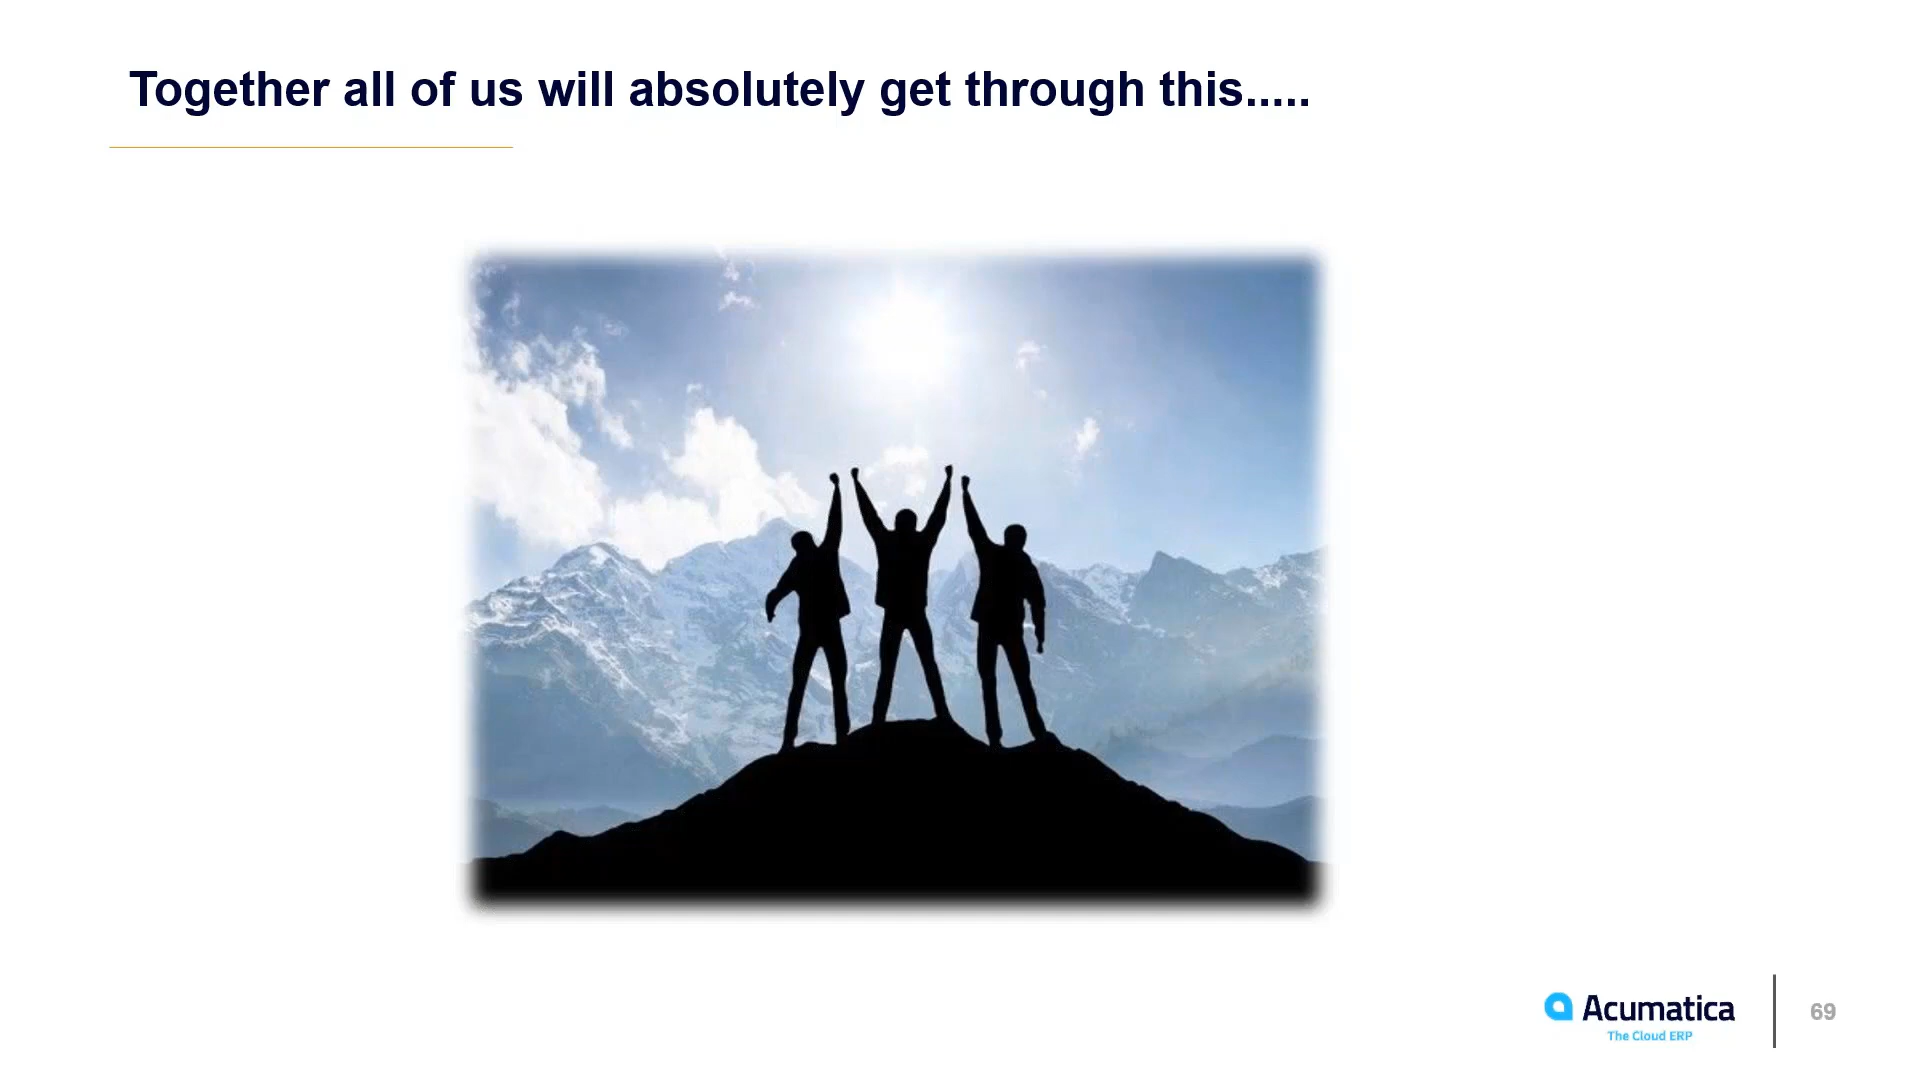 Together all of us will absolutely get through this.....
Acumatica
The Cloud ERP
69